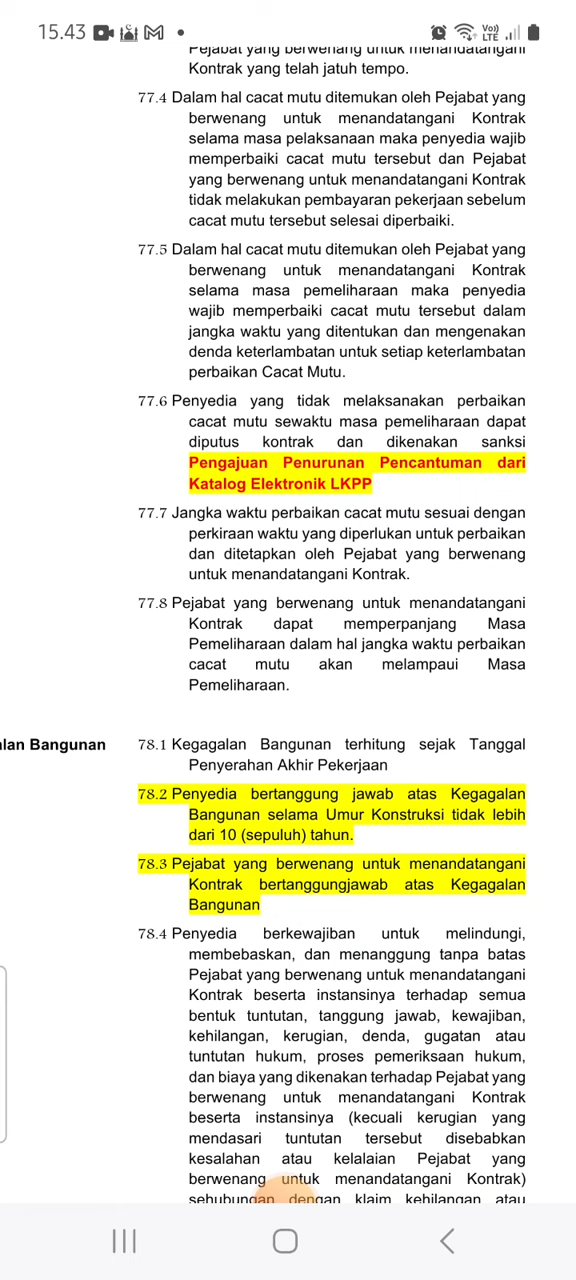 15.43
Vo))
LTE
Pejabat yang berwenang untuk menandatangani
Kontrak yang telah jatuh tempo.
77.4 Dalam hal cacat mutu ditemukan oleh Pejabat yang
berwenang untuk menandatangani Kontrak
selama masa pelaksanaan maka penyedia wajib
memperbaiki cacat mutu tersebut dan Pejabat
yang berwenang untuk menandatangani Kontrak
tidak melakukan pembayaran pekerjaan sebelum
cacat mutu tersebut selesai diperbaiki.
77.5 Dalam hal cacat mutu ditemukan oleh Pejabat yang
berwenang untuk menandatangani Kontrak
selama masa pemeliharaan maka penyedia
wajib memperbaiki cacat mutu tersebut dalam
jangka waktu yang ditentukan dan mengenakan
denda keterlambatan untuk setiap keterlambatan
perbaikan Cacat Mutu.
77.6 Penyedia yang tidak melaksanakan perbaikan
cacat mutu sewaktu masa pemeliharaan dapat
diputus kontrak dan dikenakan sanksi
Pengajuan Penurunan Pencantuman dari
Katalog Elektronik LKPP
77.7 Jangka waktu perbaikan cacat mutu sesuai dengan
perkiraan waktu yang diperlukan untuk perbaikan
dan ditetapkan oleh Pejabat yang berwenang
untuk menandatangani Kontrak.
77.8 Pejabat yang berwenang untuk menandatangani
Kontrak dapat memperpanjang Masa
Pemeliharaan dalam hal jangka waktu perbaikan
cacat mutu akan melampaui Masa
Pemeliharaan.
alan Bangunan
78.1 Kegagalan Bangunan terhitung sejak Tanggal
Penyerahan Akhir Pekerjaan
78.2 Penyedia bertanggung jawab atas Kegagalan
Bangunan selama Umur Konstruksi tidak lebih
dari 10 (sepuluh) tahun.
78.3 Pejabat yang berwenang untuk menandatangani
Kontrak bertanggungjawab atas Kegagalan
Bangunan
78.4 Penyedia berkewajiban untuk melindungi,
membebaskan, dan menanggung tanpa batas
Pejabat yang berwenang untuk menandatangani
Kontrak beserta instansinya terhadap semua
bentuk tuntutan, tanggung jawab, kewajiban,
kehilangan, kerugian, denda, gugatan atau
tuntutan hukum, proses pemeriksaan hukum,
dan biaya yang dikenakan terhadap Pejabat yang
berwenang untuk menandatangani Kontrak
beserta instansinya (kecuali kerugian yang
mendasari tuntutan tersebut disebabkan
kesalahan atau kelalaian Pejabat yang
berwenang untuk menandatangani Kontrak)
sehubungan dengan klaim kehilangan atau